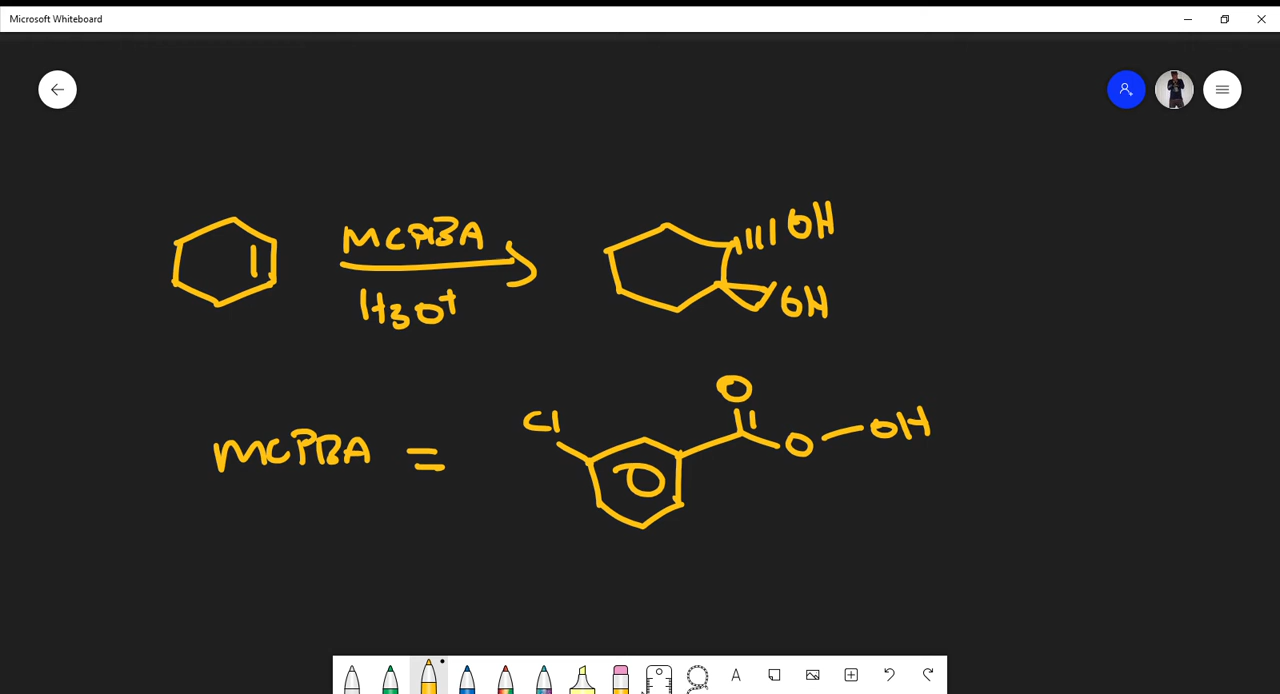 Microsoft Whiteboard
MCPBA
H3O+
OH
OH
O
Cl
O
OH
MCPBA =
A